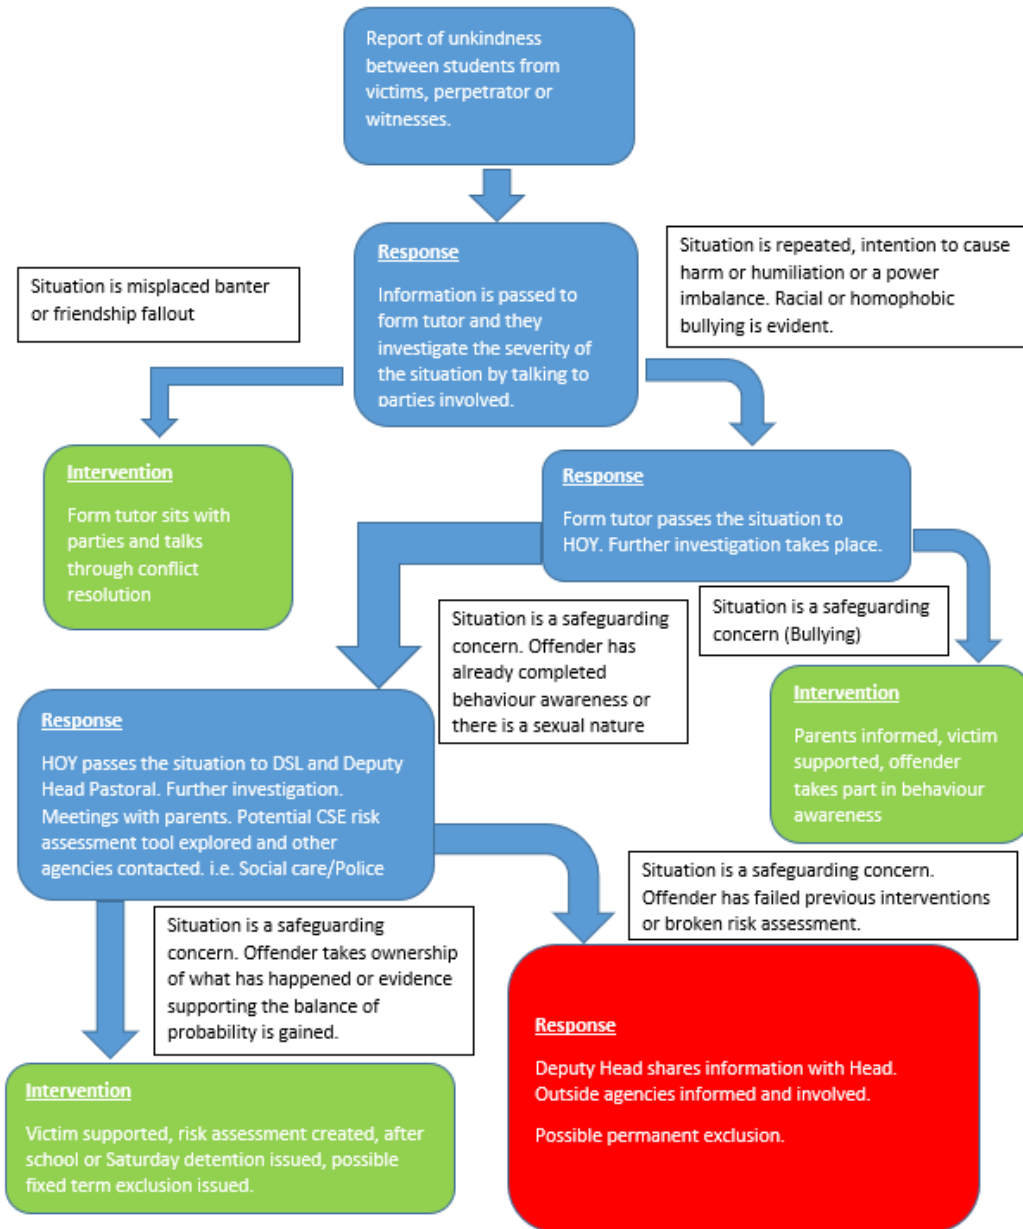 Report of unkindness
between students from
victims, perpetrator or
witnesses.
Response
Information is passed to
form tutor and they
investigate the severity of
the situation by talking to
parties involved.
Situation is misplaced banter
or friendship fallout
Situation is repeated, intention to cause
harm or humiliation or a power
imbalance. Racial or homophobic
bullying is evident.
Intervention
Form tutor sits with
parties and talks
through conflict
resolution
Response
Form tutor passes the situation to
HOY. Further investigation takes place.
Situation is a safeguarding
concern. Offender has
already completed
behaviour awareness or
there is a sexual nature
Situation is a safeguarding
concern (Bullying)
Intervention
Parents informed, victim
supported, offender
takes part in behaviour
awareness
Response
HOY passes the situation to DSL and Deputy
Head Pastoral. Further investigation.
Meetings with parents. Potential CSE risk
assessment tool explored and other
agencies contacted. i.e. Social care/Police
Situation is a safeguarding
concern. Offender takes ownership
of what has happened or evidence
supporting the balance of
probability is gained.
Situation is a safeguarding concern.
Offender has failed previous interventions
or broken risk assessment.
Intervention
Victim supported, risk assessment created, after
school or Saturday detention issued, possible
fixed term exclusion issued.
Response
Deputy Head shares information with Head.
Outside agencies informed and involved.
Possible permanent exclusion.